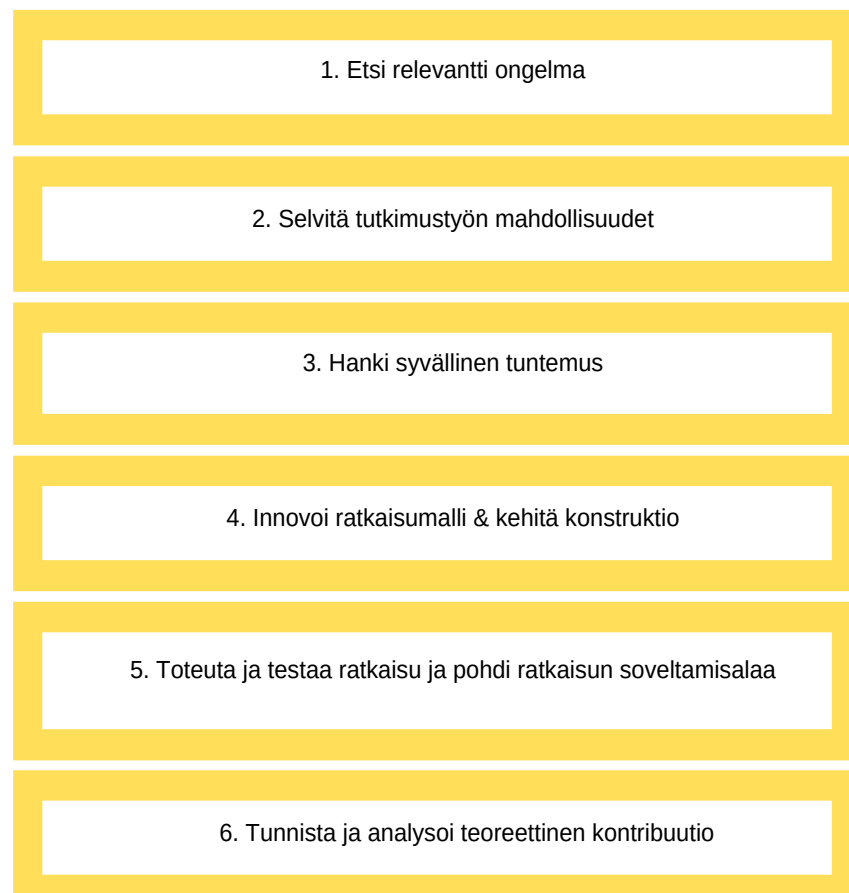 1. Etsi relevantti ongelma
2. Selvitä tutkimustyön mahdollisuudet
3. Hanki syvällinen tuntemus
4. Innovoi ratkaisumalli & kehitä konstruktio
5. Toteuta ja testaa ratkaisu ja pohdi ratkaisun soveltamisalaa
6. Tunnista ja analysoi teoreettinen kontribuutio